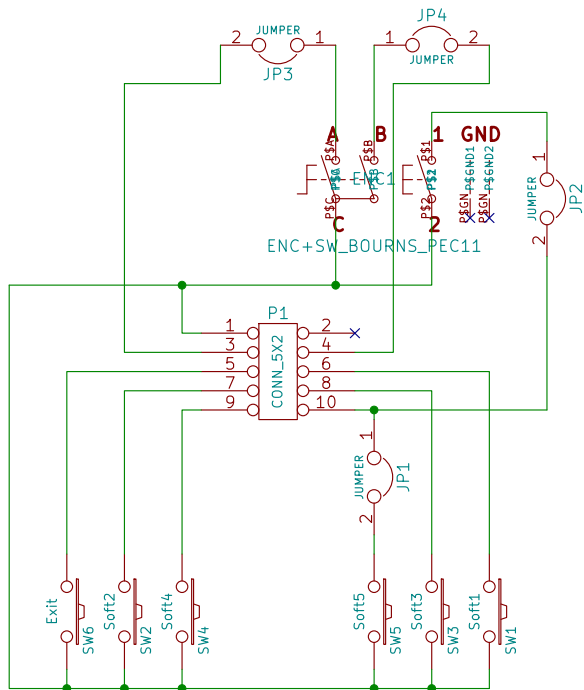 JUMPER
JP4
2
1
1
2
JP3
JUMPER
A
B
1
GND
P$A
P$B
P$1
P$GND1
P$GND2
ENC1
1
JUMPER
JP2
2
P$C
P$2
P$GN
P$GN
C
2
ENC+SW_BOURNS_PEC11
P1
1
2
3
4
5
6
7
8
9
10
CONN_5X2
1
JUMPER
JP1
2
Exit
SW6
Soft2
SW2
Soft4
SW4
Soft5
SW5
Soft3
SW3
Soft1
SW1